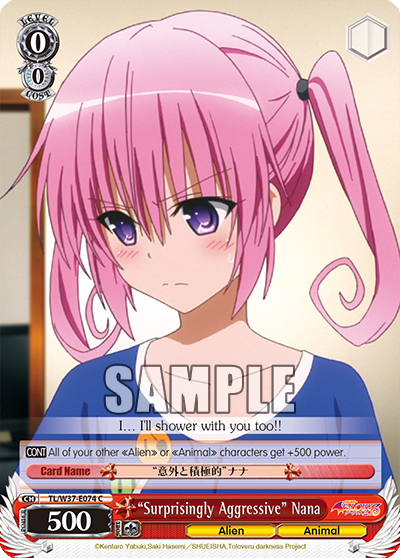 LEVEL
0
0
COST
SAMPLE
I… I'll shower with you too!!
CONT All of your other «Alien» or «Animal» characters get +500 power.
Card Name
"意外と積極的"ナナ
CH
TL/W37-E074 C
500
"Surprisingly Aggressive" Nana
Alien
Animal
©Kentaro Yabuki,Saki Hasemi/SHUEISHA,Toloveru darkness Project